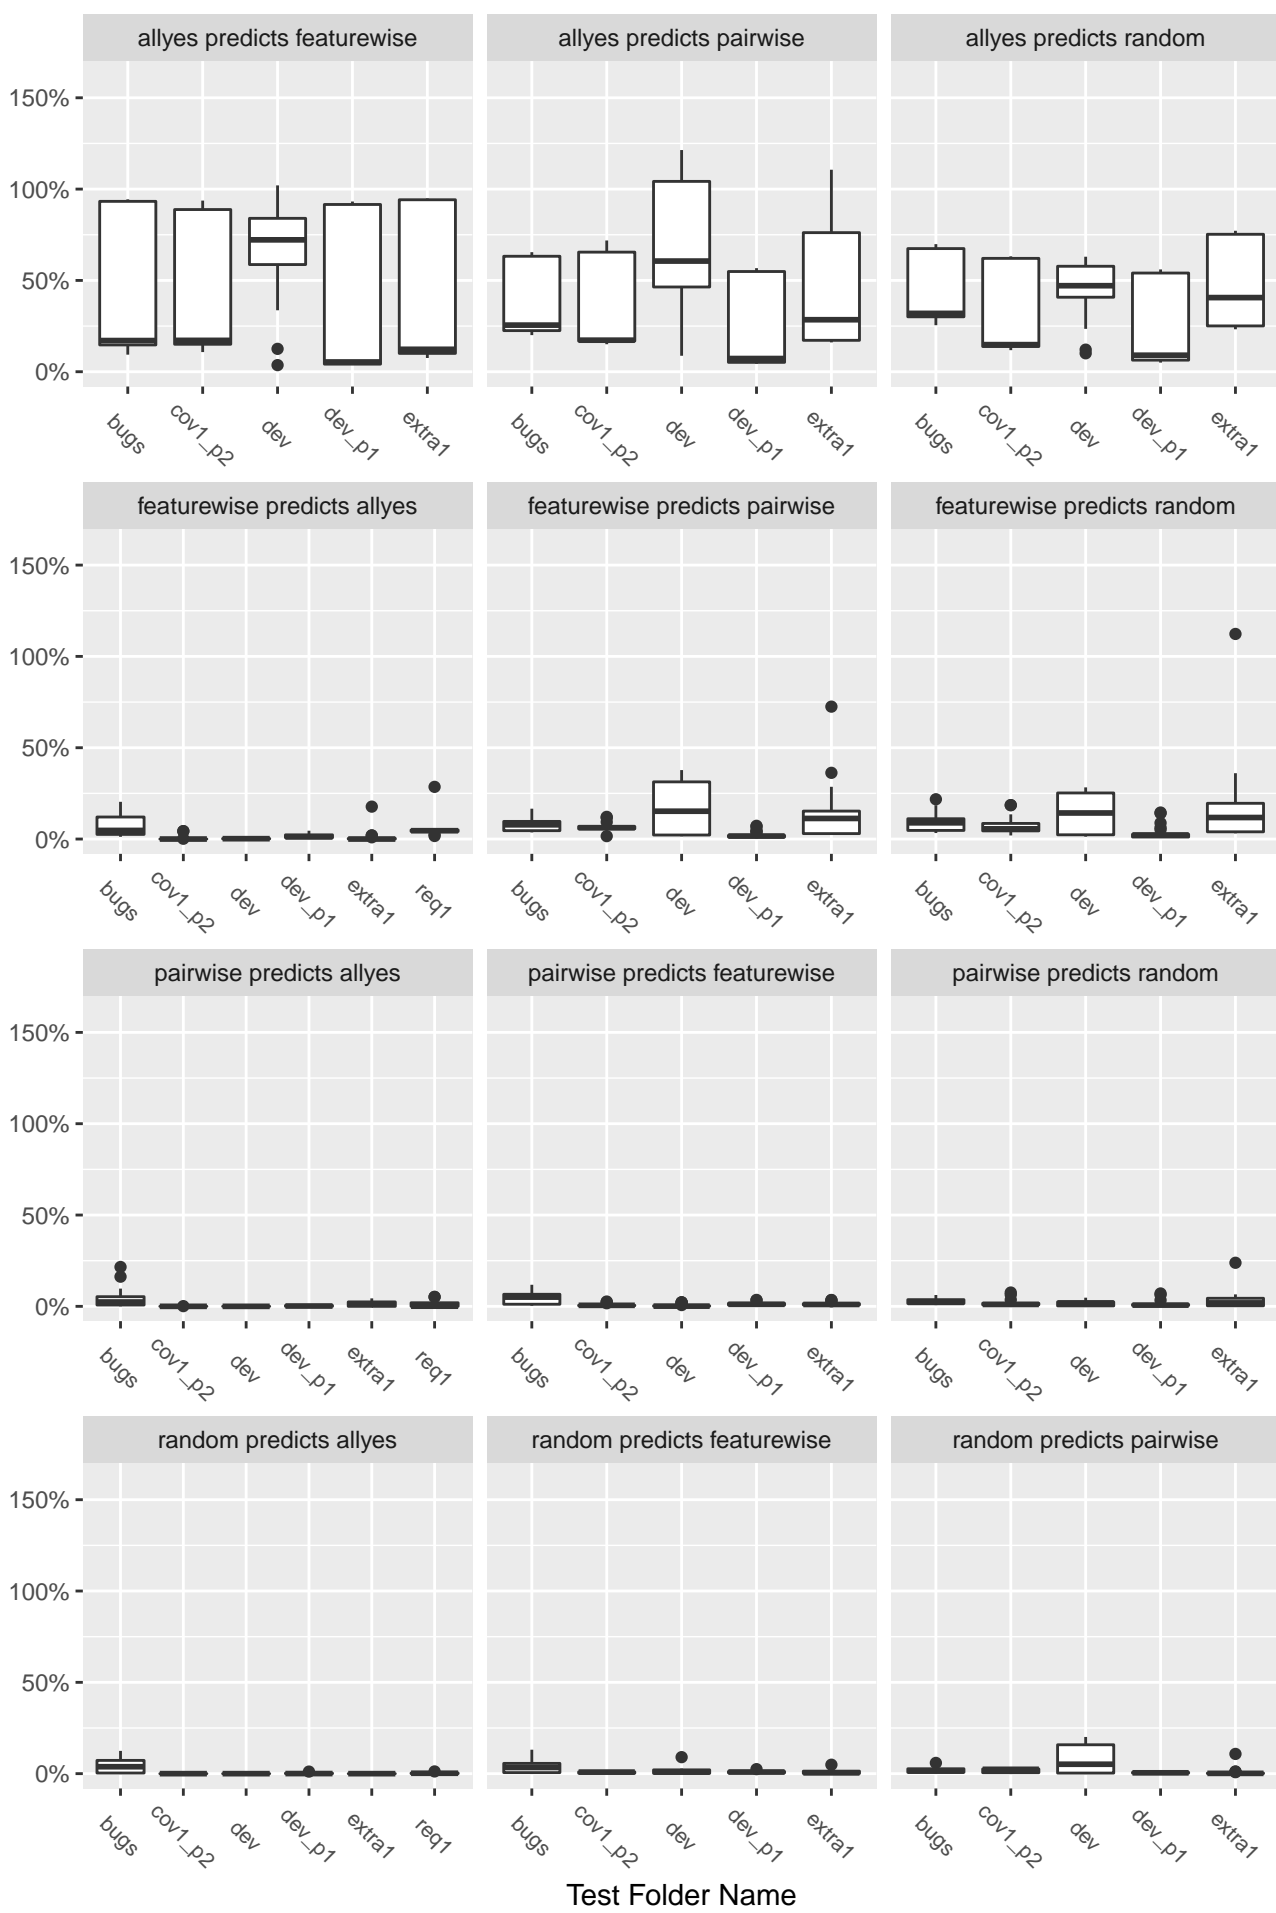 allyes predicts featurewise allyes predicts pairwise allyes predicts random
150%
100%
50%
0%
bugs cov1_p2 dev dev_p1 extra1 bugs cov1_p2 dev dev_p1 extra1 bugs cov1_p2 dev dev_p1 extra1
featurewise predicts allyes featurewise predicts pairwise featurewise predicts random
150%
100%
50%
0%
bugs cov1_p2 dev dev_p1 extra1 req1 bugs cov1_p2 dev dev_p1 extra1 bugs cov1_p2 dev dev_p1 extra1
pairwise predicts allyes pairwise predicts featurewise pairwise predicts random
150%
100%
50%
0%
bugs cov1_p2 dev dev_p1 extra1 req1 bugs cov1_p2 dev dev_p1 extra1 bugs cov1_p2 dev dev_p1 extra1
random predicts allyes random predicts featurewise random predicts pairwise
150%
100%
50%
0%
bugs cov1_p2 dev dev_p1 extra1 req1 bugs cov1_p2 dev dev_p1 extra1 bugs cov1_p2 dev dev_p1 extra1
Test Folder Name